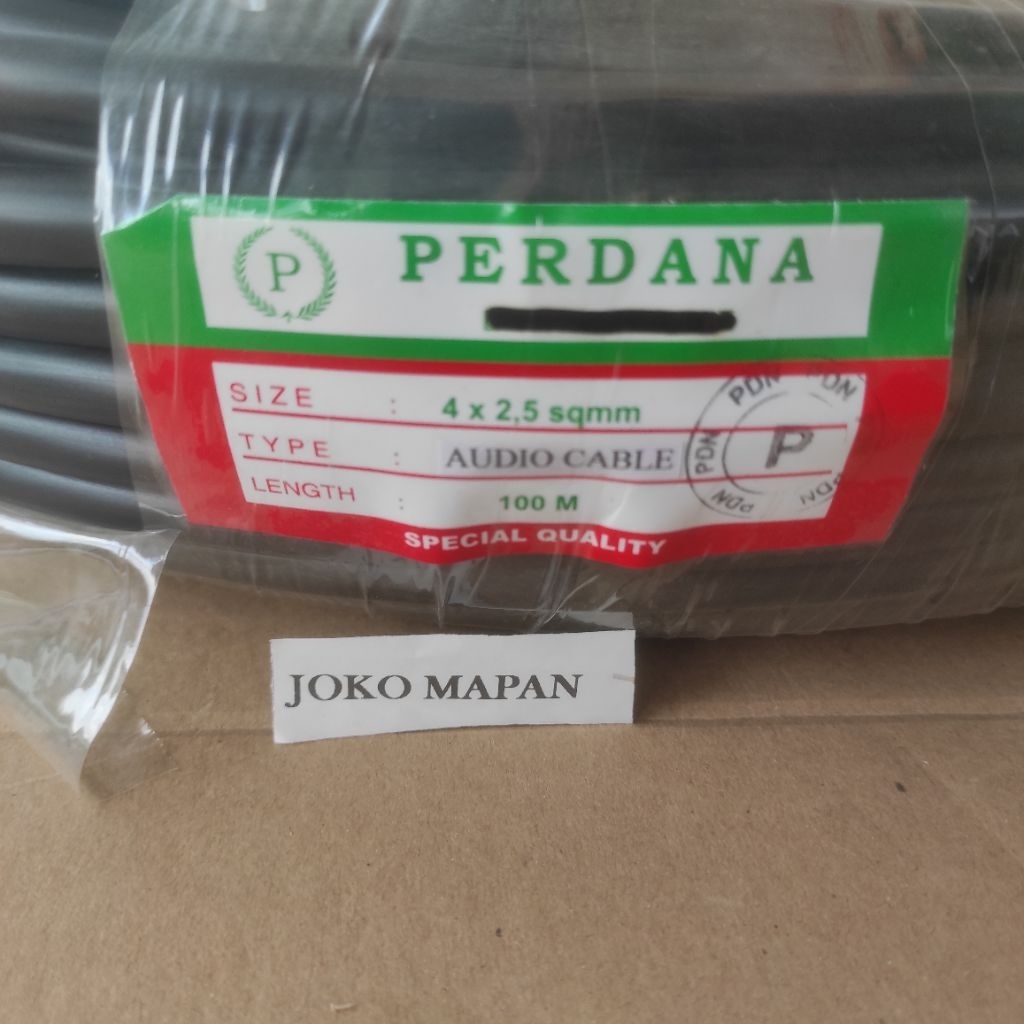 P
PERDANA
SIZE : 4 x 2,5 sqmm
TYPE : AUDIO CABLE
LENGTH : 100 M
PDN PDN PDN PDN PDN
P
SPECIAL QUALITY
JOKO MAPAN